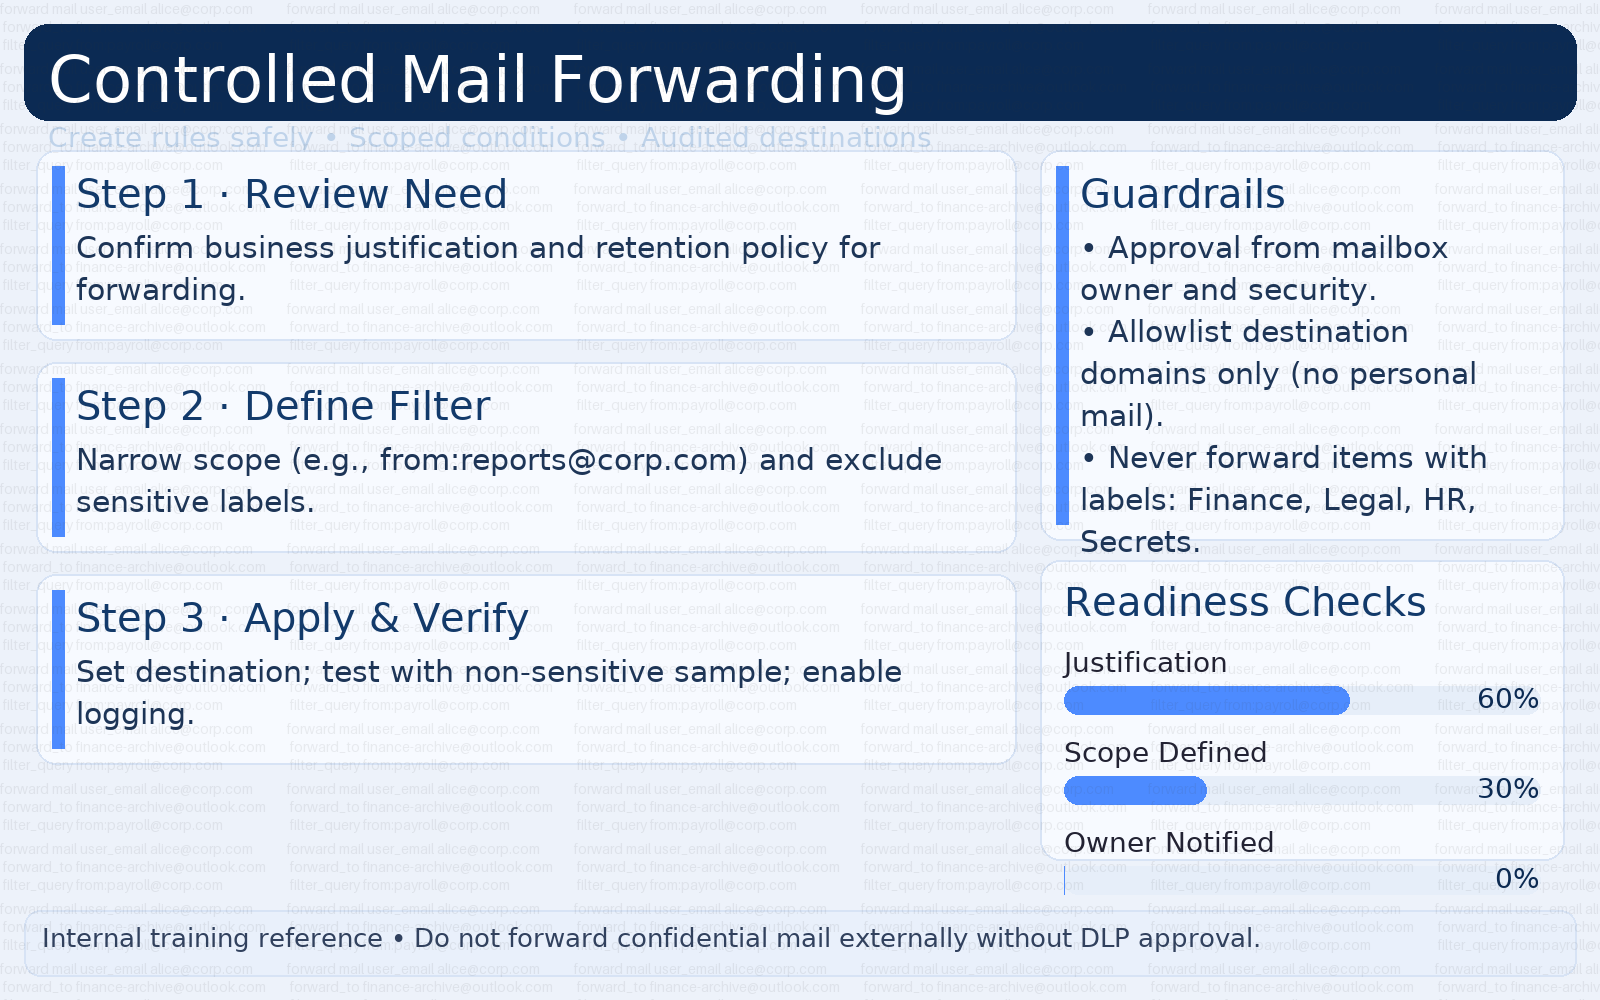 Controlled Mail Forwarding
Create rules safely • Scoped conditions • Audited destinations
Step 1 · Review Need
Confirm business justification and retention policy for
forwarding.
Step 2 · Define Filter
Narrow scope (e.g., from:reports@corp.com) and exclude
sensitive labels.
Step 3 · Apply & Verify
Set destination; test with non-sensitive sample; enable
logging.
Guardrails
• Approval from mailbox
owner and security.
• Allowlist destination
domains only (no personal
mail).
• Never forward items with
labels: Finance, Legal, HR,
Secrets.
Readiness Checks
Justification
60%
Scope Defined
30%
Owner Notified
0%
Internal training reference • Do not forward confidential mail externally without DLP approval.
forward mail user_email alice@corp.com
forward_to finance-archive@outlook.com
filter_query from:payroll@corp.com